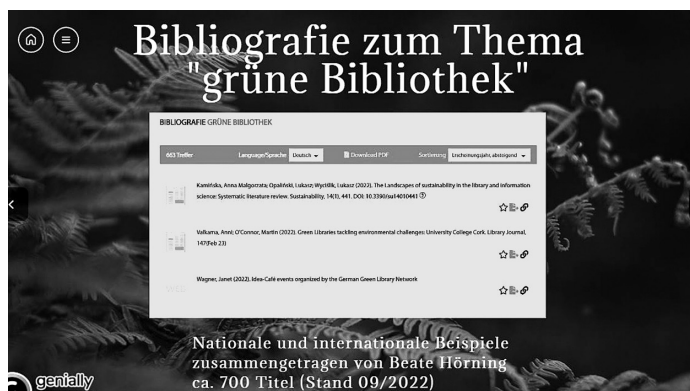 Bibliografie zum Thema
"grüne Bibliothek"
BIBLIOGRAFIE GRÜNE BIBLIOTHEK
663 Treffer Language/Sprache Deutsch Download PDF Sortierung Erscheinungsjahr, absteigend
Kamińska, Anna Małgorzata; Opaliński, Łukasz; Wyciślik, Łukasz (2022). The Landscapes of sustainability in the library and information
science: Systematic literature review. Sustainability, 14(1), 441. DOI: 10.3390/su14010441
Valkama, Anni; O'Connor, Martin (2022). Green Libraries tackling environmental challenges: University College Cork. Library Journal,
147(Feb 23)
Wagner, Janet (2022). Idea-Café events organized by the German Green Library Network
Nationale und internationale Beispiele
zusammengetragen von Beate Hörning
genially
ca. 700 Titel (Stand 09/2022)